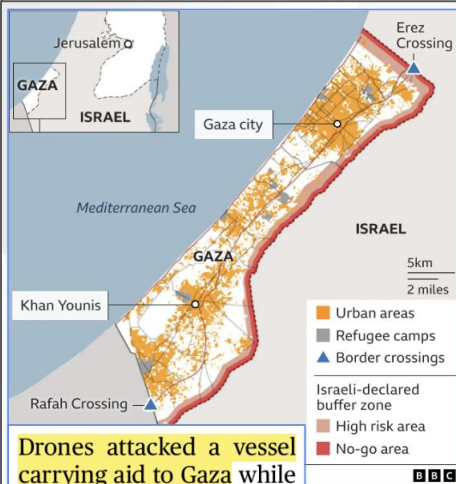 Jerusalem
GAZA
ISRAEL
Erez
Crossing
Gaza city
Mediterranean Sea
ISRAEL
GAZA
5km
2 miles
Khan Younis
Rafah Crossing
Urban areas
Refugee camps
Border crossings
Israeli-declared
buffer zone
High risk area
No-go area
BBC
Drones attacked a vessel
carrying aid to Gaza while